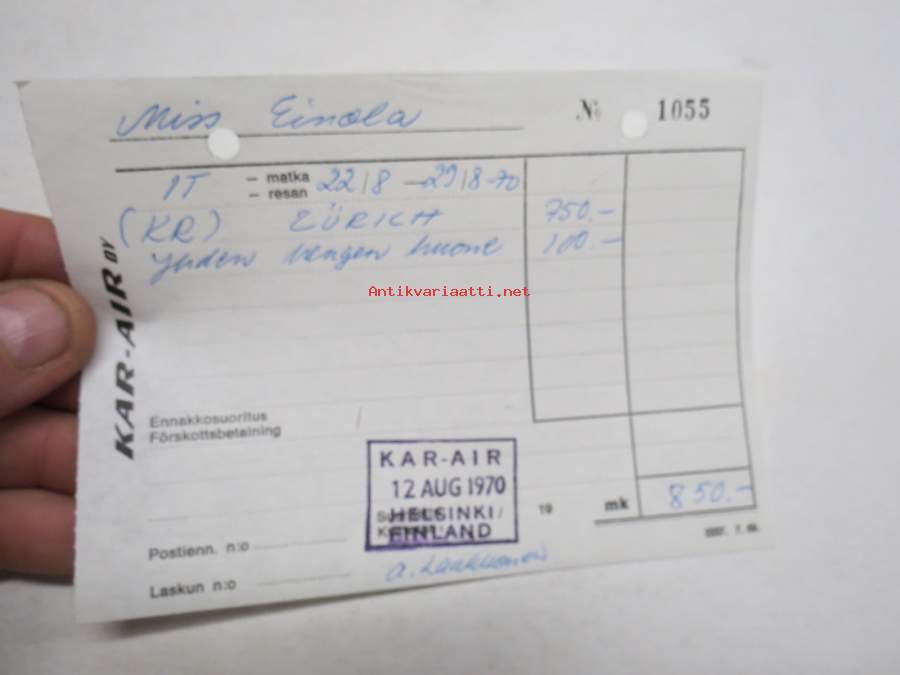 Miss Einola
No 1055
IT - matka 22/8 - 29/8-70
- resan
(KR) ZÜRICH 750.-
yhden hengen huone 100.-
Antikvariaatti.net
KAR-AIR OY
Ennakkosuoritus
Förskottsbetalning
KAR-AIR
12 AUG 1970
HELSINKI/
FINLAND
19 mk 850.-
Postienn. n:o
Laskun n:o